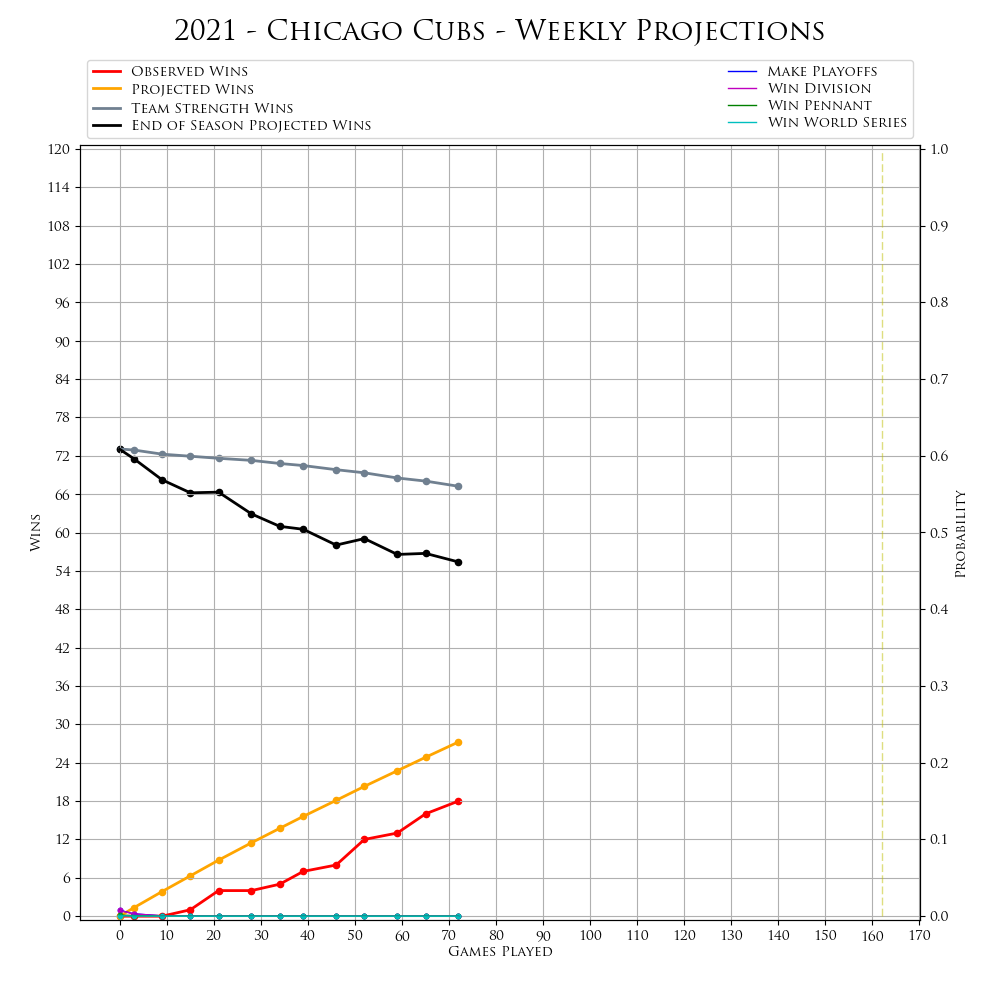 2021 - Chicago Cubs - Weekly Projections
Observed Wins
Projected Wins
Team Strength Wins
End of Season Projected Wins
Make Playoffs
Win Division
Win Pennant
Win World Series
120
114
108
102
96
90
84
78
72
66
60
54
48
42
36
30
24
18
12
6
0
Wins
1.0
0.9
0.8
0.7
0.6
0.5
0.4
0.3
0.2
0.1
0.0
Probability
0 10 20 30 40 50 60 70 80 90 100 110 120 130 140 150 160 170
Games Played